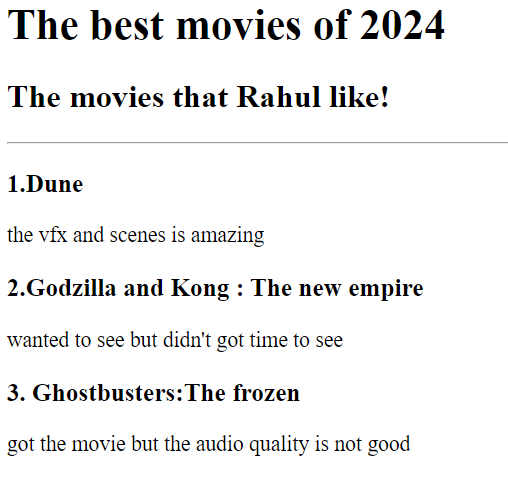 The best movies of 2024
The movies that Rahul like!
1.Dune
the vfx and scenes is amazing
2.Godzilla and Kong : The new empire
wanted to see but didn't got time to see
3. Ghostbusters:The frozen
got the movie but the audio quality is not good